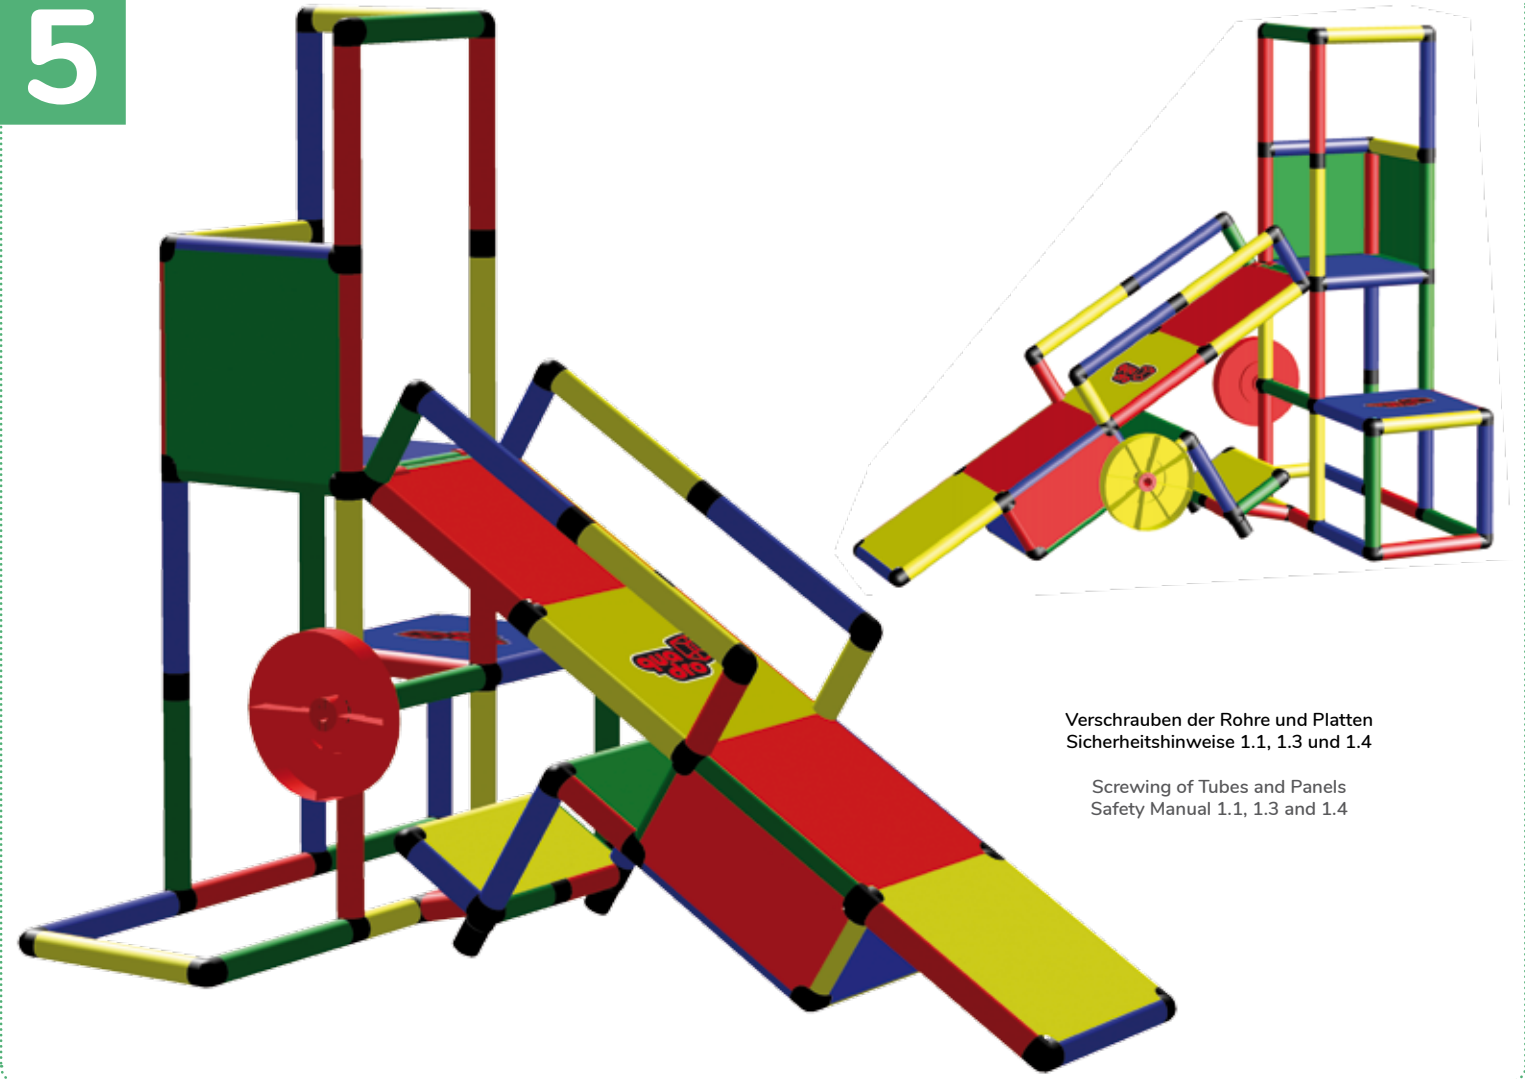 5
Verschrauben der Rohre und Platten
Sicherheitshinweise 1.1, 1.3 und 1.4
Screwing of Tubes and Panels
Safety Manual 1.1, 1.3 and 1.4